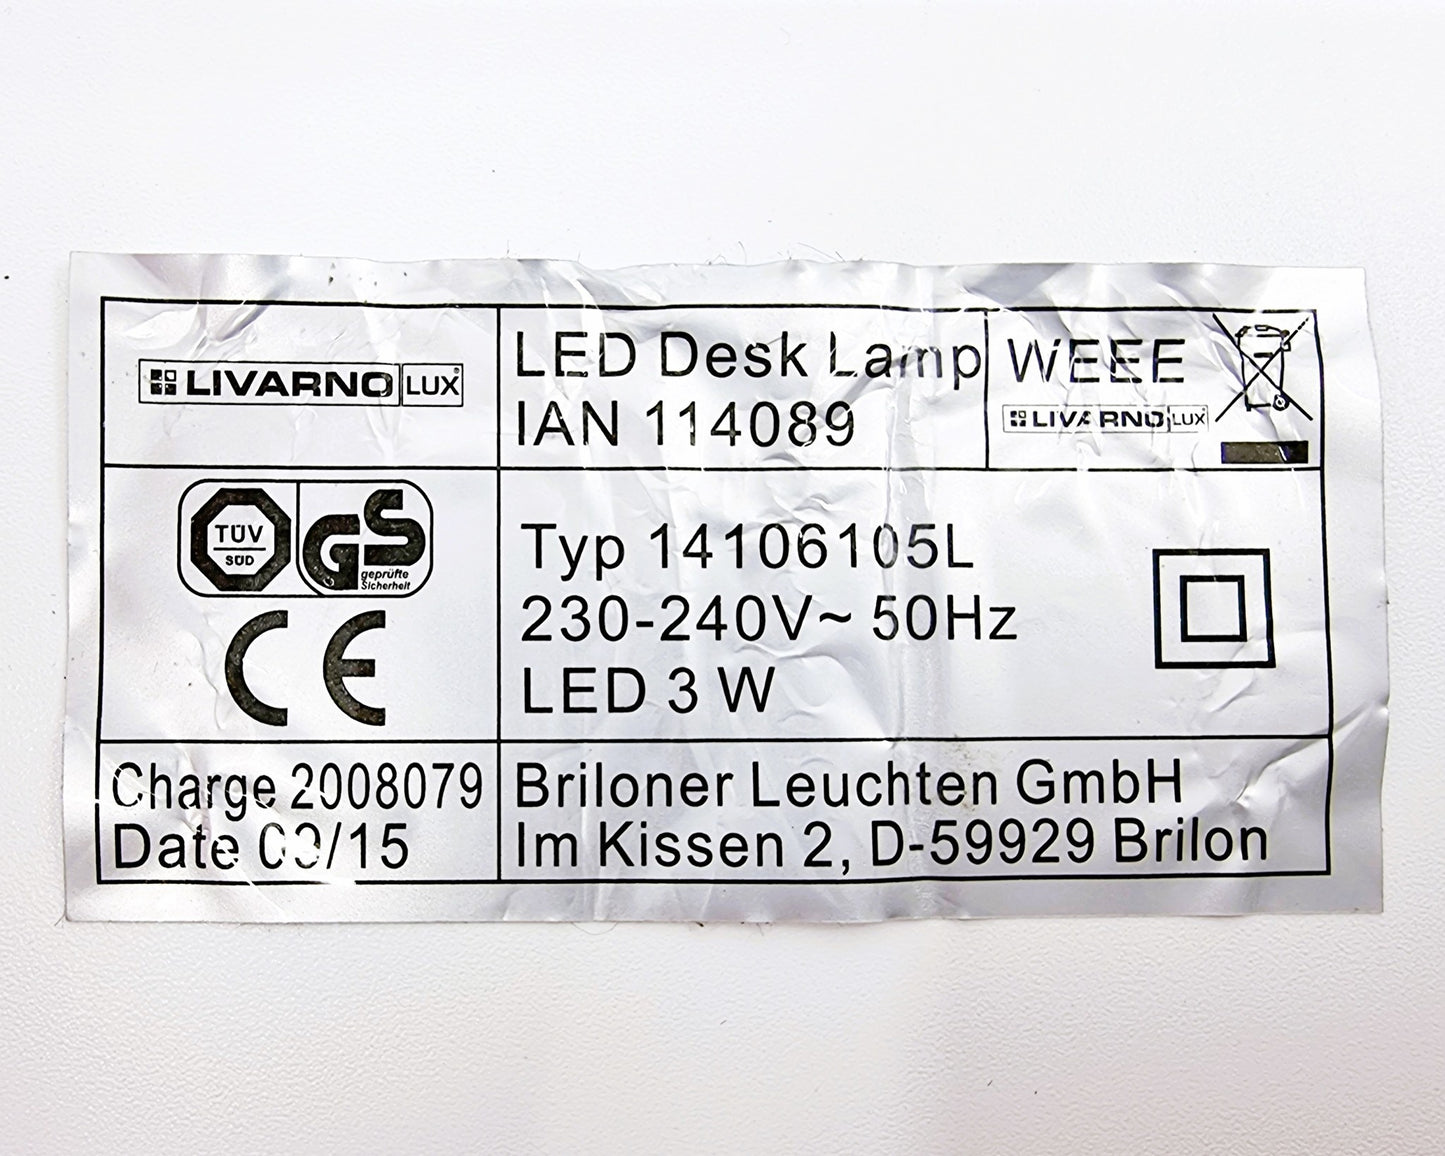 LIVARNO LUX
LED Desk Lamp
IAN 114089
WEEE
LIVARNO LUX
TÜV
SÜD
GS
geprüfte
Sicherheit
CE
Typ 14106105L
230-240V~ 50Hz
LED 3 W
Charge 2008079
Date
Briloner Leuchten GmbH
Im Kissen 2, D-59929 Brilon